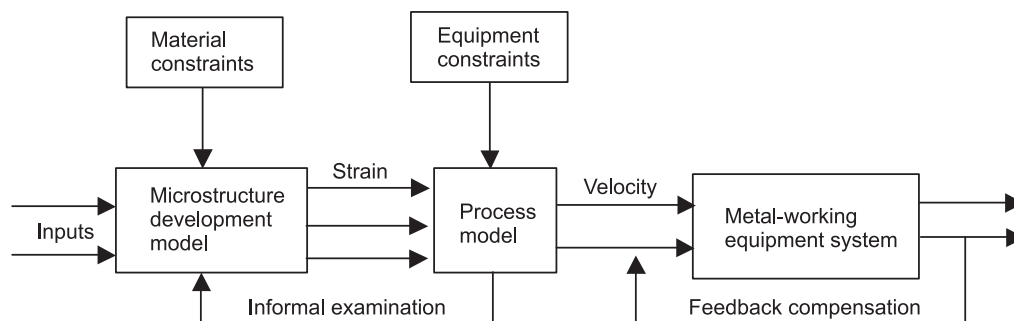 Material
constraints
Equipment
constraints
Strain
Velocity
Inputs
Microstructure
development
model
Process
model
Metal-working
equipment system
Informal examination
Feedback compensation